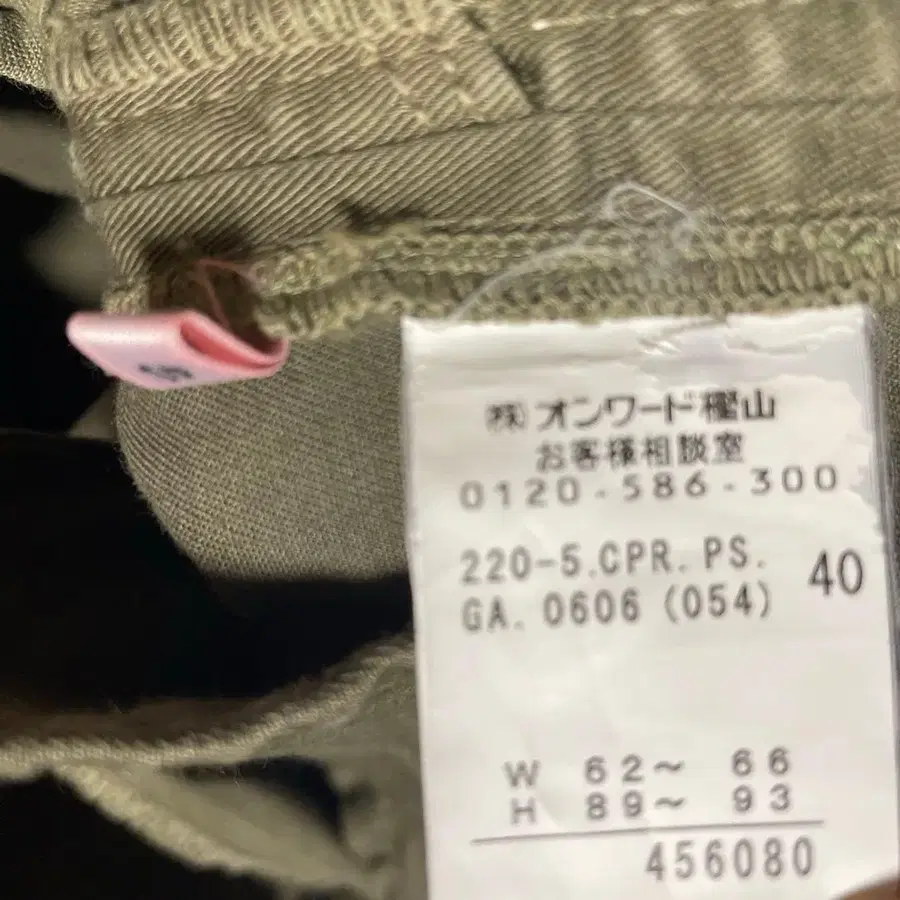 ㈱オンワード樫山
お客様相談室
0120-586-300
220-5.CPR.PS.
GA.0606(054)
40
W 62～ 66
H 89～ 93
456080